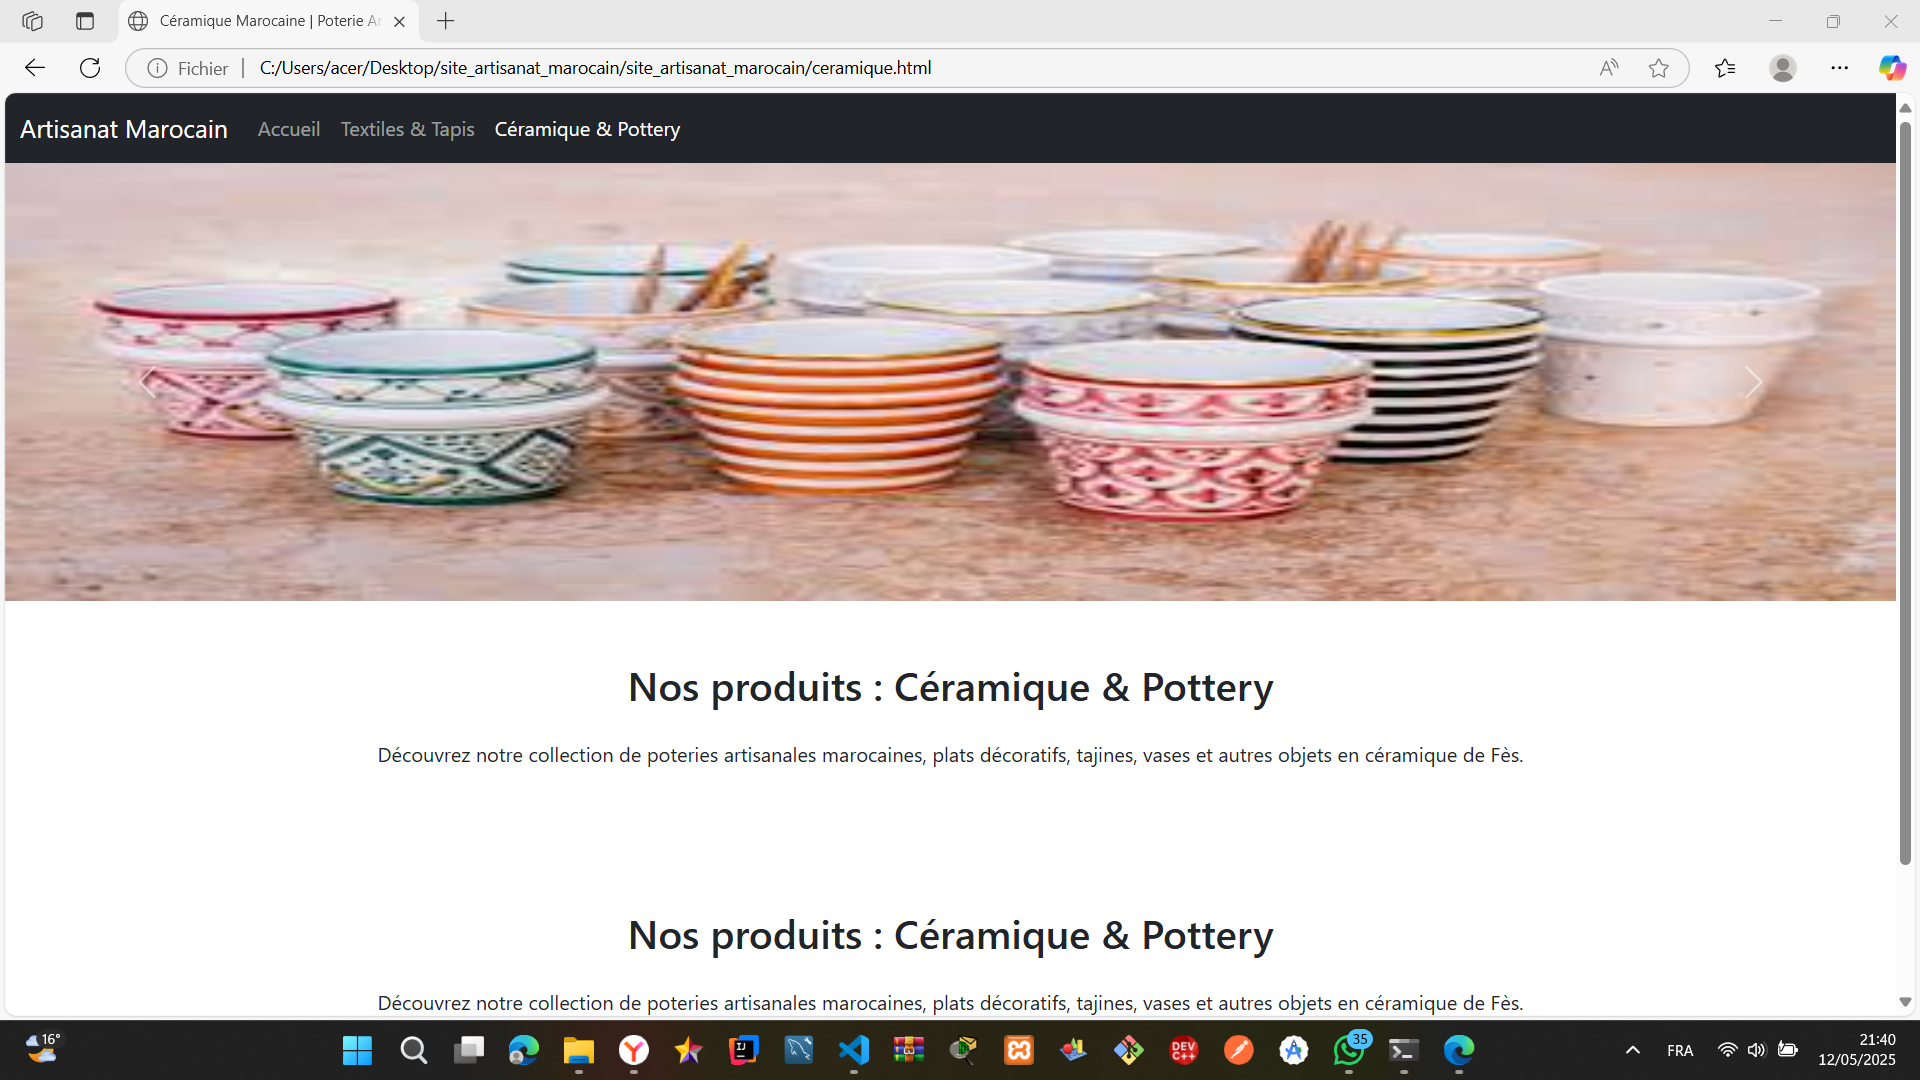 Céramique Marocaine | Poterie Ar
Fichier
C:/Users/acer/Desktop/site_artisanat_marocain/site_artisanat_marocain/ceramique.html
Artisanat Marocain Accueil Textiles & Tapis Céramique & Pottery
Nos produits : Céramique & Pottery
Découvrez notre collection de poteries artisanales marocaines, plats décoratifs, tajines, vases et autres objets en céramique de Fès.
Nos produits : Céramique & Pottery
Découvrez notre collection de poteries artisanales marocaines, plats décoratifs, tajines, vases et autres objets en céramique de Fès.
16°
IJ
DEV
C++
35
FRA
21:40
12/05/2025